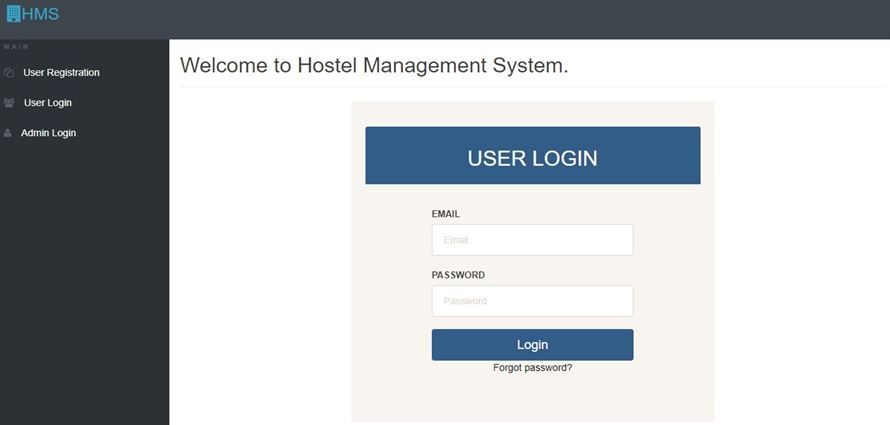 HMS
MAIN
User Registration
User Login
Admin Login
Welcome to Hostel Management System.
USER LOGIN
EMAIL
Email
PASSWORD
Password
Login
Forgot password?